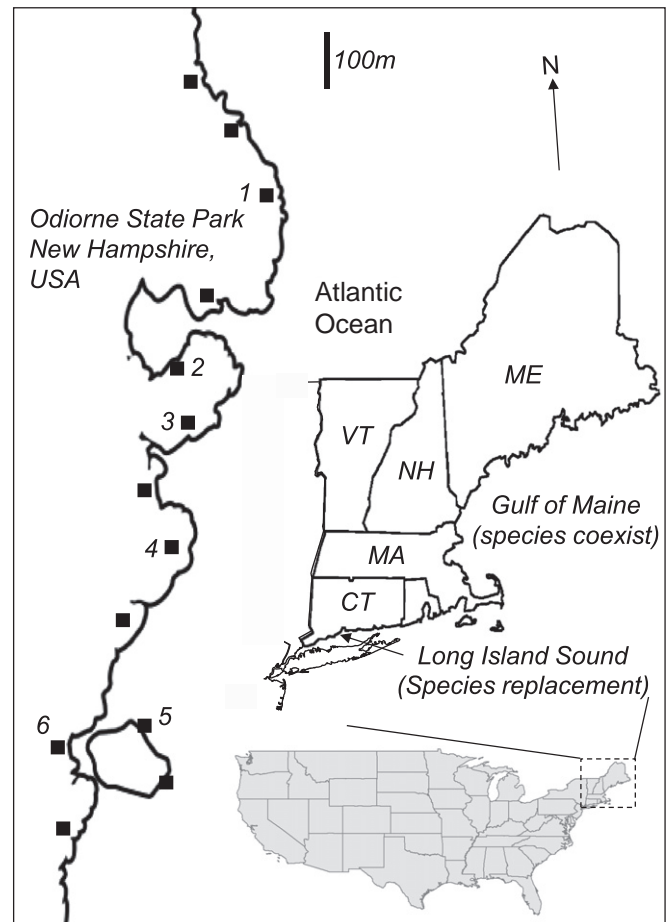 100m
N
1
Odiorne State Park
New Hampshire,
USA
Atlantic
Ocean
2
ME
3
VT
NH
Gulf of Maine
(species coexist)
4
MA
CT
Long Island Sound
(Species replacement)
5
6